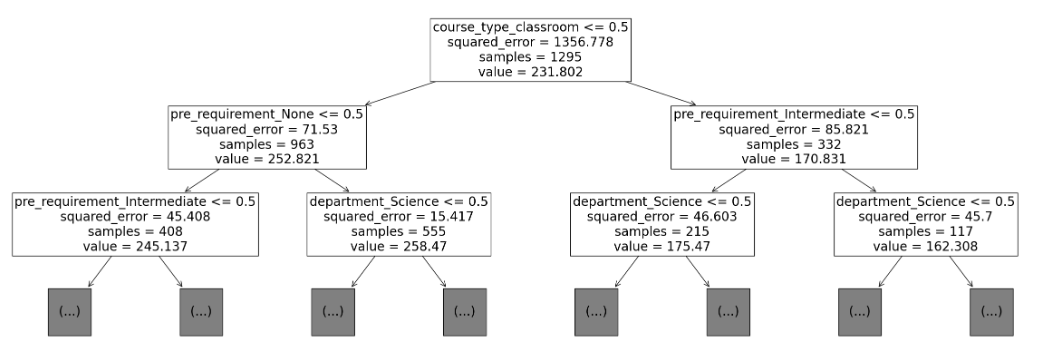 course_type_classroom <= 0.5
squared_error = 1356.778
samples = 1295
value = 231.802
pre_requirement_None <= 0.5
squared_error = 71.53
samples = 963
value = 252.821
pre_requirement_Intermediate <= 0.5
squared_error = 85.821
samples = 332
value = 170.831
pre_requirement_Intermediate <= 0.5
squared_error = 45.408
samples = 408
value = 245.137
department_Science <= 0.5
squared_error = 15.417
samples = 555
value = 258.47
department_Science <= 0.5
squared_error = 46.603
samples = 215
value = 175.47
department_Science <= 0.5
squared_error = 45.7
samples = 117
value = 162.308
(...)
(...)
(...)
(...)
(...)
(...)
(...)
(...)